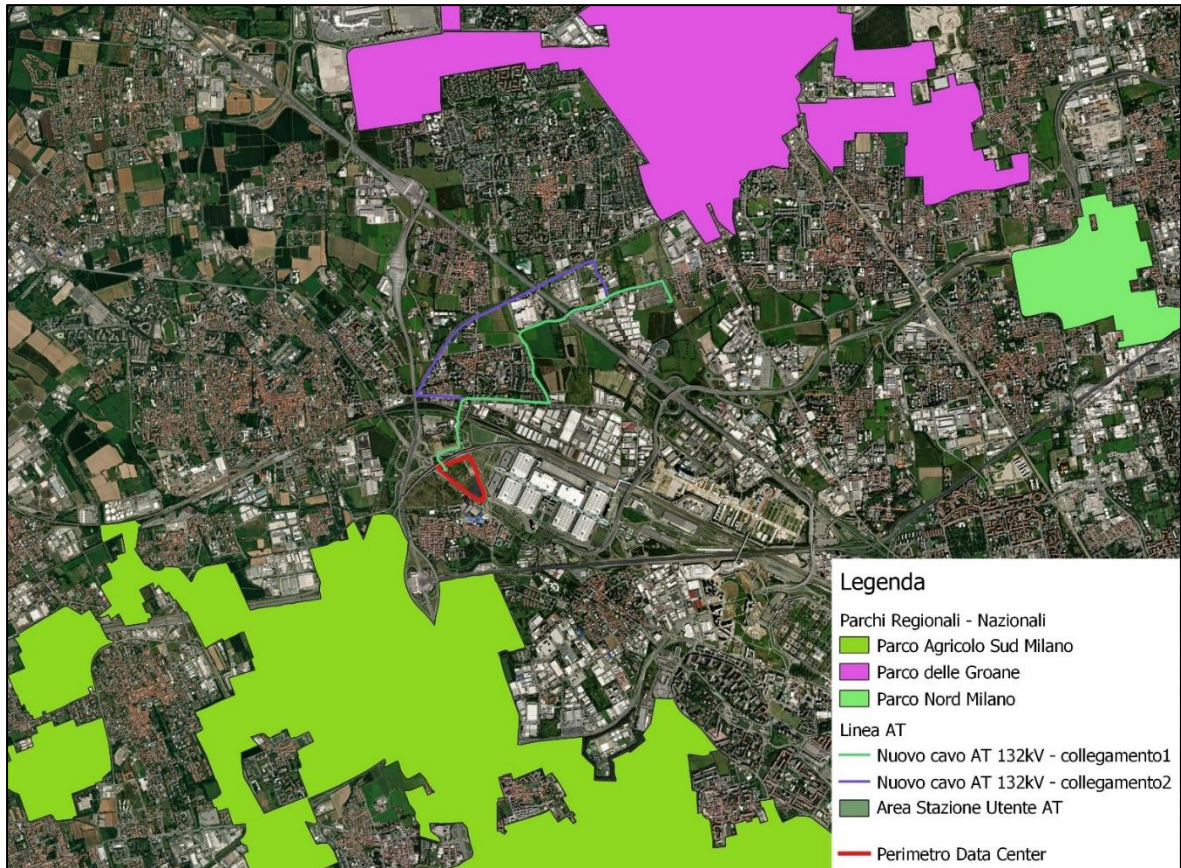 Legenda
Parchi Regionali - Nazionali
Parco Agricolo Sud Milano
Parco delle Groane
Parco Nord Milano
Linea AT
Nuovo cavo AT 132kV - collegamento1
Nuovo cavo AT 132kV - collegamento2
Area Stazione Utente AT
Perimetro Data Center